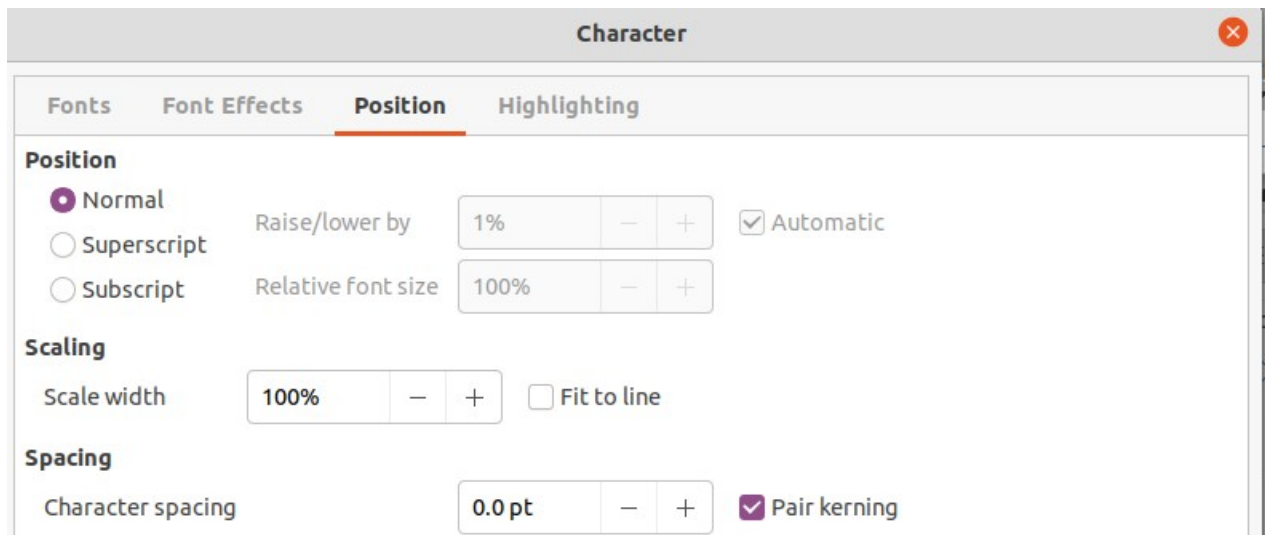 Character
Fonts Font Effects Position Highlighting
Position
Normal
Raise/lower by 1% − + Automatic
Superscript
Subscript
Relative font size 100% − +
Scaling
Scale width 100% − + Fit to line
Spacing
Character spacing 0.0 pt − + Pair kerning